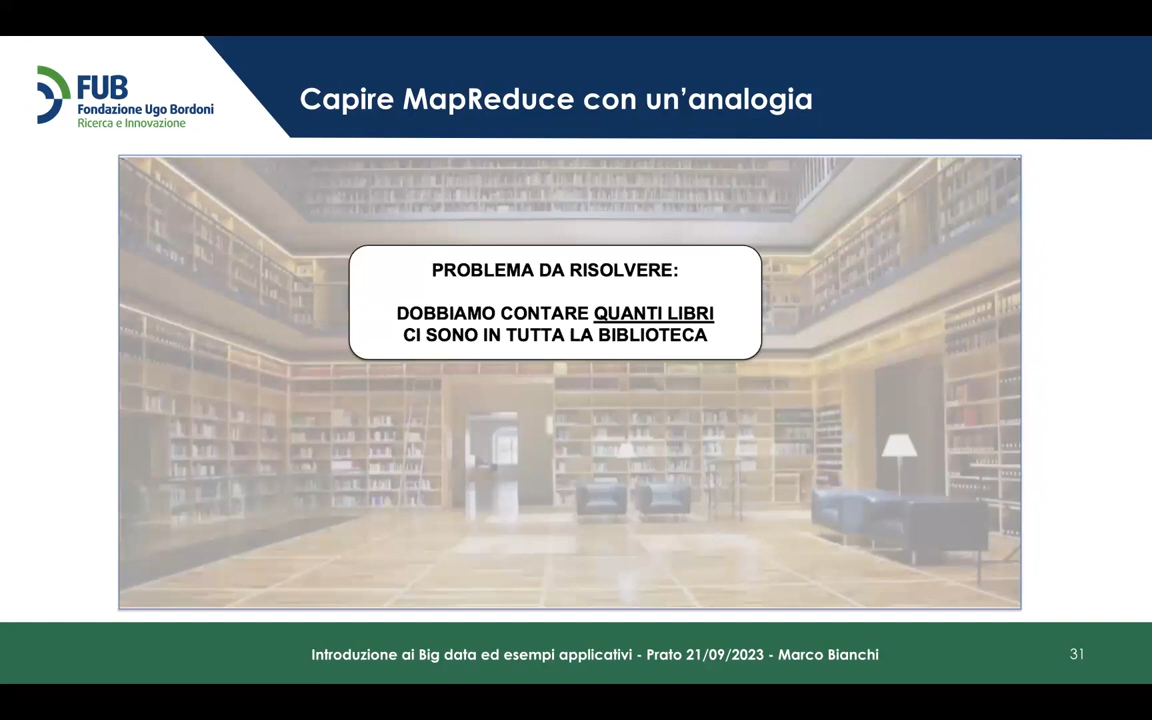 FUB
Fondazione Ugo Bordoni
Ricerca e Innovazione
Capire MapReduce con un'analogia
PROBLEMA DA RISOLVERE:
DOBBIAMO CONTARE QUANTI LIBRI
CI SONO IN TUTTA LA BIBLIOTECA
Introduzione ai Big data ed esempi applicativi - Prato 21/09/2023 - Marco Bianchi
31